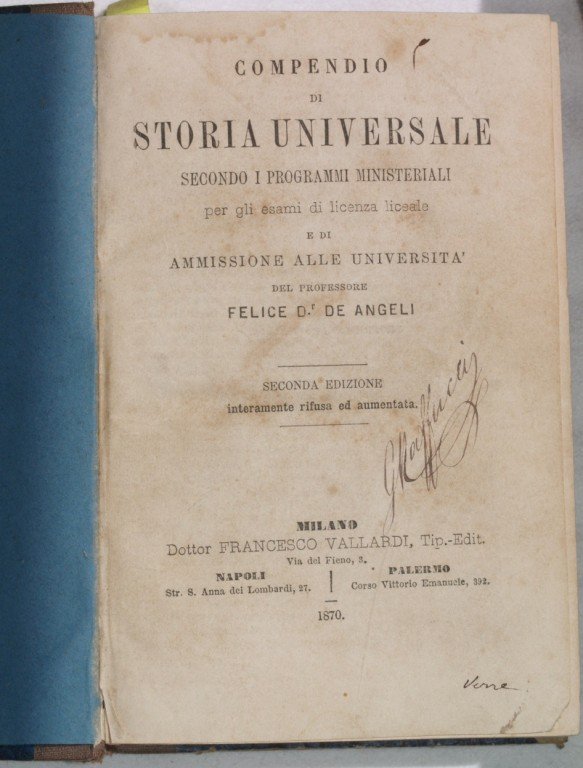 COMPENDIO
DI
STORIA UNIVERSALE
SECONDO I PROGRAMMI MINISTERIALI
per gli esami di licenza liceale
E DI
AMMISSIONE ALLE UNIVERSITA'
DEL PROFESSORE
FELICE D.r DE ANGELI
SECONDA EDIZIONE
interamente rifusa ed aumentata.
MILANO
Dottor FRANCESCO VALLARDI, Tip.-Edit.
Via del Fieno, 3.
NAPOLI
Str. S. Anna dei Lombardi, 27.
PALERMO
Corso Vittorio Emanuele, 392.
1870.